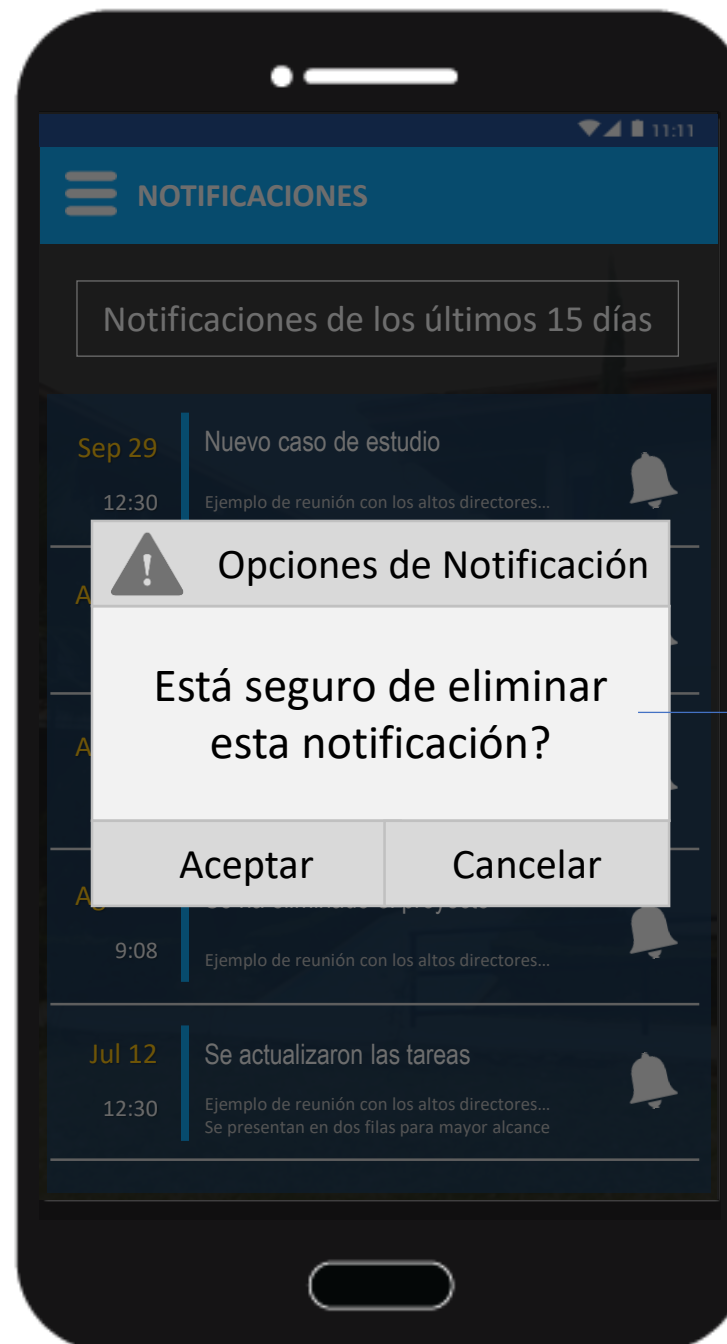 11:11
NOTIFICACIONES
Notificaciones de los últimos 15 días
Sep 29
Nuevo caso de estudio
12:30
Ejemplo de reunión con los altos directores...
Opciones de Notificación
Está seguro de eliminar
esta notificación?
Aceptar
Cancelar
9:08
Ejemplo de reunión con los altos directores...
Jul 12
Se actualizaron las tareas
12:30
Ejemplo de reunión con los altos directores...
Se presentan en dos filas para mayor alcance